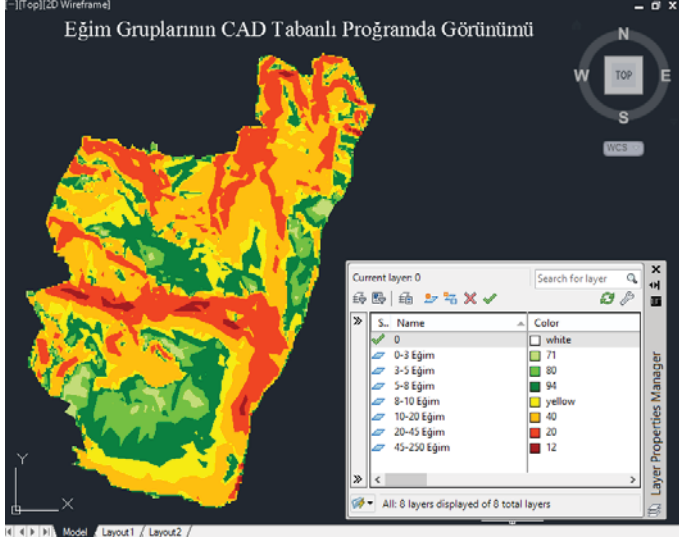 [−][Top][2D Wireframe]
Eğim Gruplarının CAD Tabanlı Proğramda Görünümü
N
W TOP E
S
WCS
Current layer: 0
Search for layer
S.. Name Color
0 white
0-3 Eğim 71
3-5 Eğim 80
5-8 Eğim 94
8-10 Eğim yellow
10-20 Eğim 40
20-45 Eğim 20
45-250 Eğim 12
All: 8 layers displayed of 8 total layers
Layer Properties Manager
Y
X
Model Layout1 Layout2